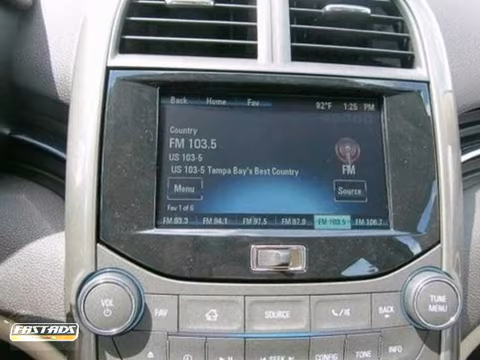 Back Home Fav 92°F 1:25 PM
Country
FM 103.5
US 103-5
US 103-5 Tampa Bay's Best Country
FM
Menu
Source
Fav 1 of 6
FM 93.3 FM 94.1 FM 97.5 FM 97.9 FM 103.5 FM 106.7
VOL
FAV
SOURCE
BACK
TUNE
MENU
CONFIG
TONE
INFO
FASTADS